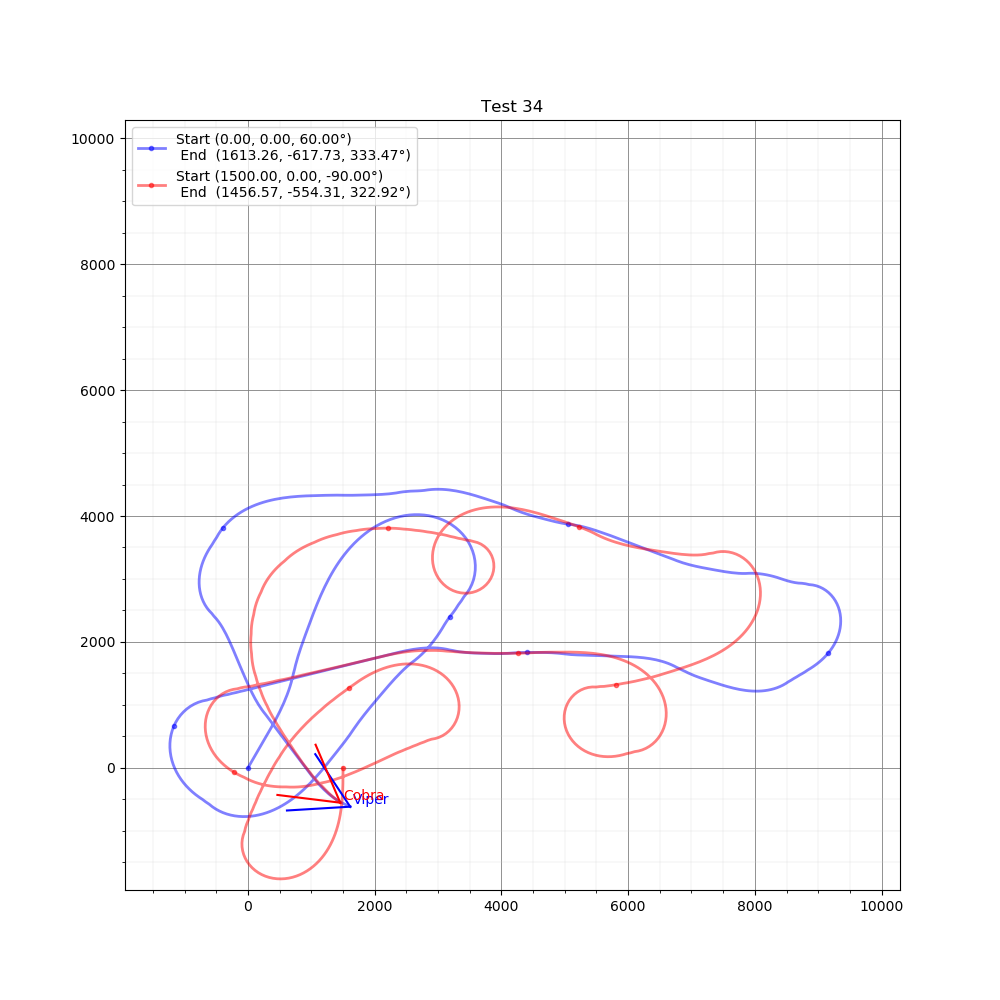 Test 34
Start (0.00, 0.00, 60.00°)
End (1613.26, -617.73, 333.47°)
Start (1500.00, 0.00, -90.00°)
End (1456.57, -554.31, 322.92°)
10000
8000
6000
4000
2000
0
Cobra
Viper
0 2000 4000 6000 8000 10000